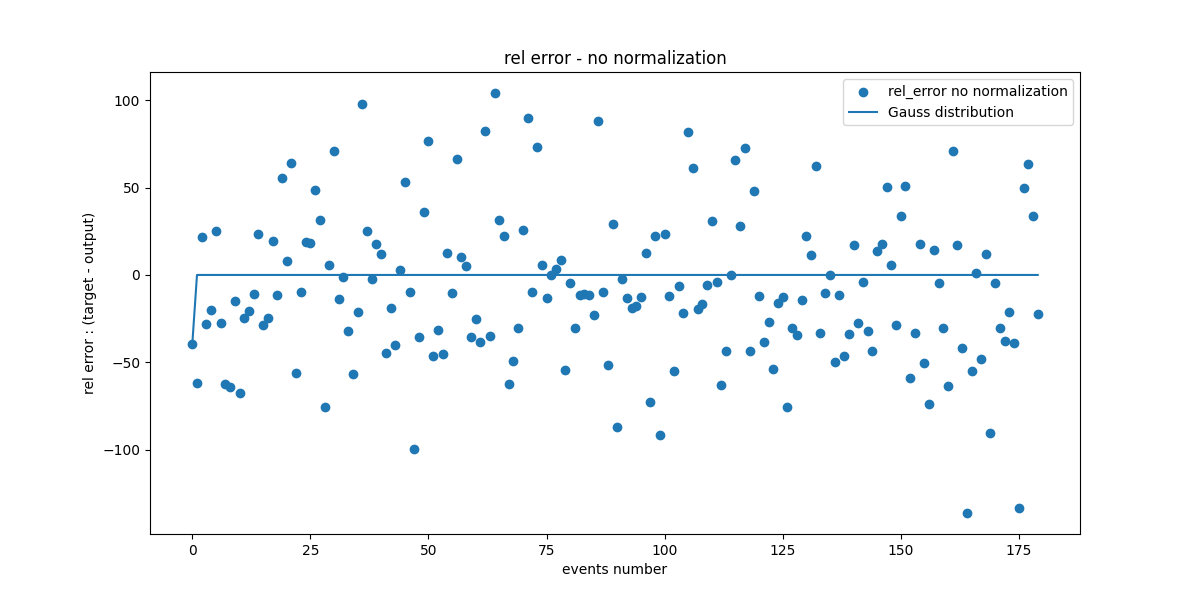 rel error - no normalization
rel_error no normalization
Gauss distribution
rel error : (target - output)
100
50
0
−50
−100
0
25
50
75
100
125
150
175
events number